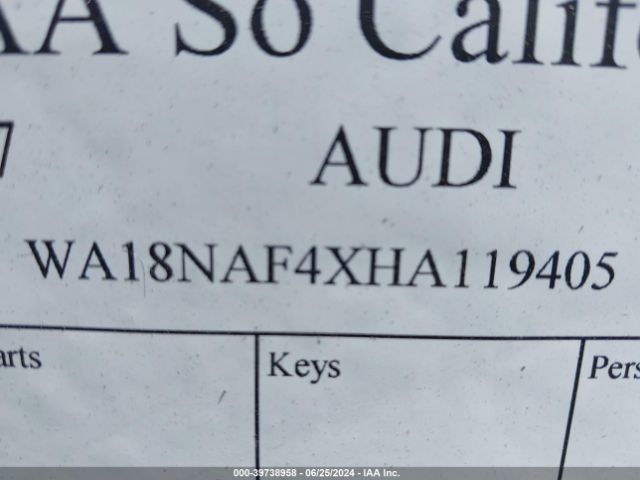 AA So Calif
7 AUDI
WA18NAF4XHA119405
arts Keys Pers
000-39738958 - 06/25/2024 - IAA Inc.